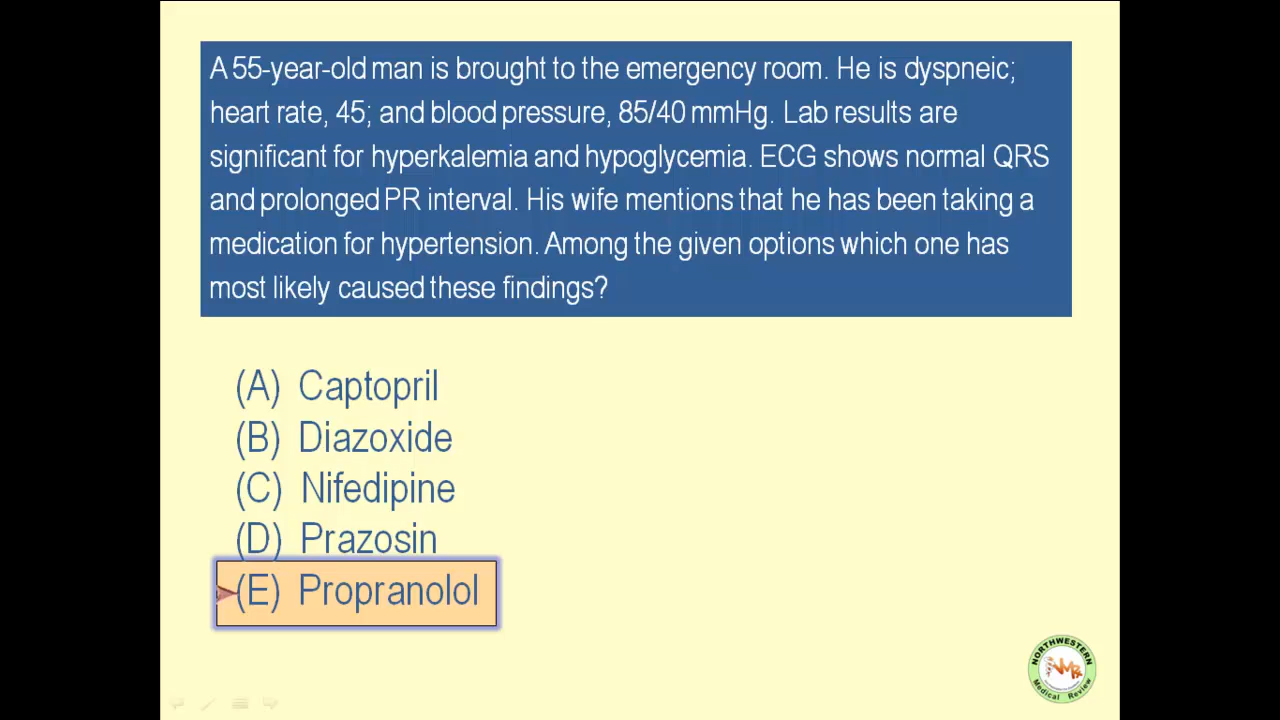 A 55-year-old man is brought to the emergency room. He is dyspneic;
heart rate, 45; and blood pressure, 85/40 mmHg. Lab results are
significant for hyperkalemia and hypoglycemia. ECG shows normal QRS
and prolonged PR interval. His wife mentions that he has been taking a
medication for hypertension. Among the given options which one has
most likely caused these findings?
(A) Captopril
(B) Diazoxide
(C) Nifedipine
(D) Prazosin
(E) Propranolol
NORTHWESTERN
Medical Review